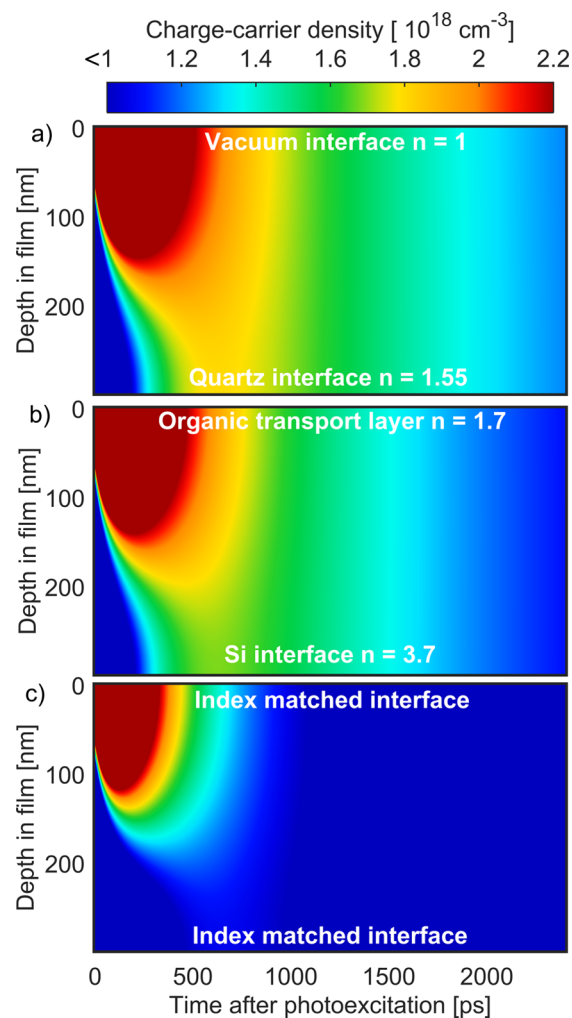 Charge-carrier density [ 10^18 cm^-3]
<1 1.2 1.4 1.6 1.8 2 2.2
a)
0
Vacuum interface n = 1
100
200
Depth in film [nm]
Quartz interface n = 1.55
b)
0
Organic transport layer n = 1.7
100
200
Depth in film [nm]
Si interface n = 3.7
c)
0
Index matched interface
100
200
Depth in film [nm]
Index matched interface
0 500 1000 1500 2000
Time after photoexcitation [ps]